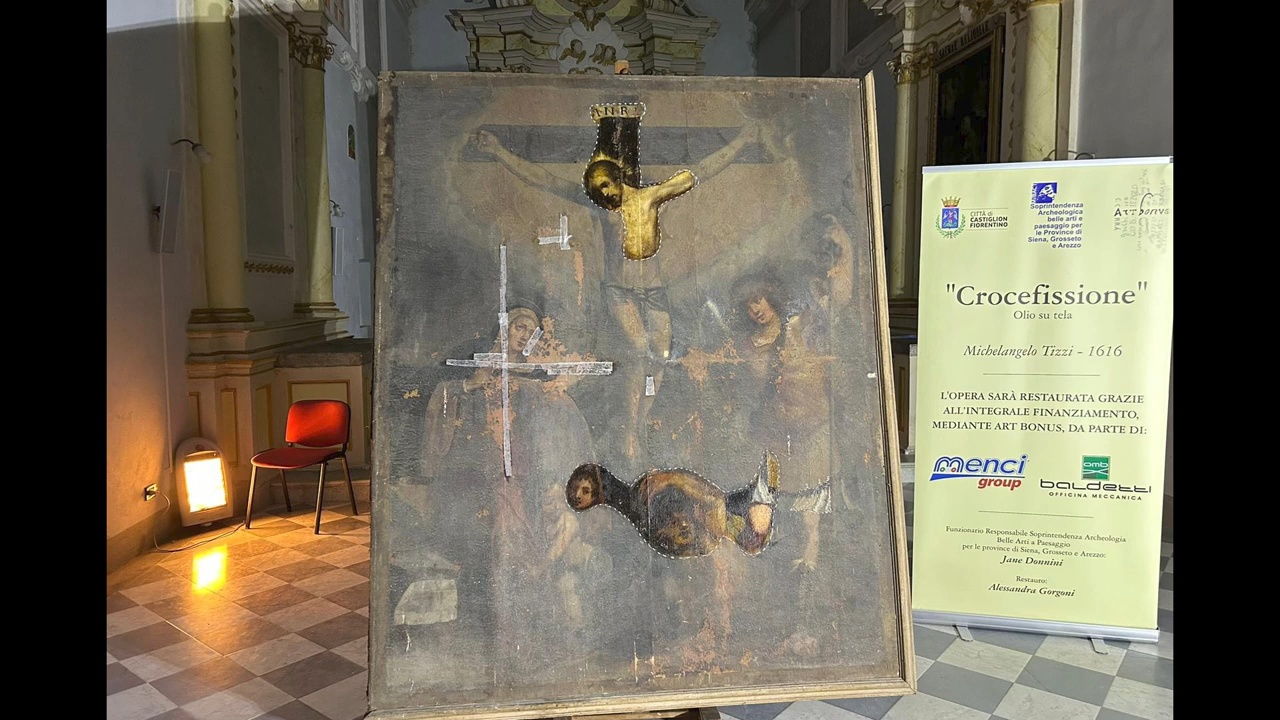 INRI
CITTÀ DI
CASTIGLION
FIORENTINO
Soprintendenza
Archeologica
belle arti e
paesaggio per
le Province di
Siena, Grosseto
e Arezzo
"Crocefissione"
Olio su tela
Michelangelo Tizzi - 1616
L'OPERA SARÀ RESTAURATA GRAZIE
ALL'INTEGRALE FINANZIAMENTO,
MEDIANTE ART BONUS, DA PARTE DI:
menci
group
omb
baldetti
OFFICINA MECCANICA
Funzionario Responsabile Soprintendenza Archeologia
Belle Arti a Paesaggio
per le province di Siena, Grosseto e Arezzo:
Jane Donnini
Restauro:
Alessandra Gorgoni